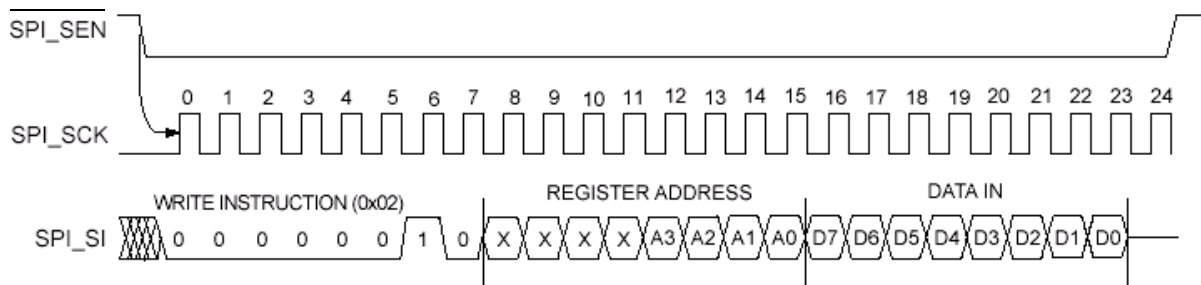 SPI_SEN
0 1 2 3 4 5 6 7 8 9 10 11 12 13 14 15 16 17 18 19 20 21 22 23 24
SPI_SCK
WRITE INSTRUCTION (0x02) REGISTER ADDRESS DATA IN
SPI_SI 0 0 0 0 0 0 1 0 X X X X A3 A2 A1 A0 D7 D6 D5 D4 D3 D2 D1 D0